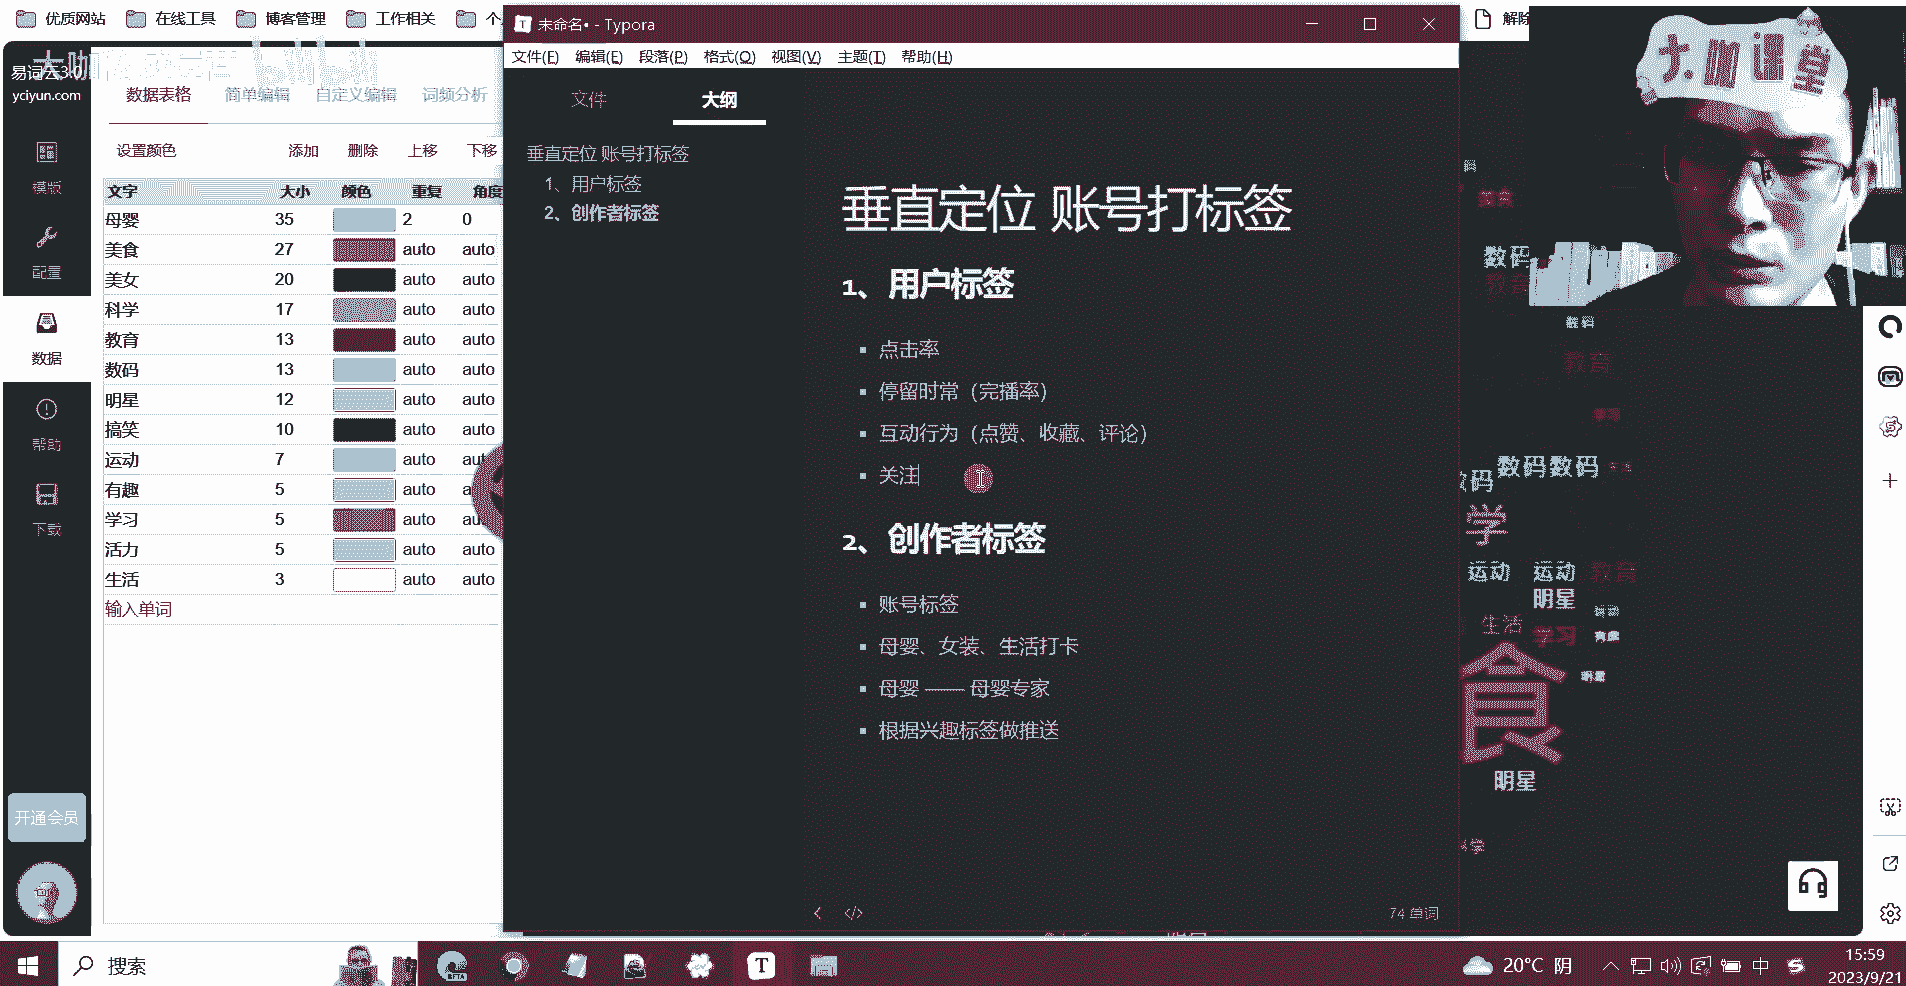 优质网站
在线工具
博客管理
工作相关
解除
易词云3.0
yciyun.com
模版
配置
数据
帮助
下载
开通会员
数据表格 简单编辑 自定义编辑 词频分析
设置颜色 添加 删除 上移 下移
文字 大小 颜色 重复 角度
母婴 35 2 0
美食 27 auto auto
美女 20 auto auto
科学 17 auto auto
教育 13 auto auto
数码 13 auto auto
明星 12 auto auto
搞笑 10 auto auto
运动 7 auto auto
有趣 5 auto
学习 5 auto
活力 5 auto auto
生活 3 auto auto
输入单词
未命名• - Typora
文件(F) 编辑(E) 段落(P) 格式(O) 视图(V) 主题(T) 帮助(H)
文件 大纲
垂直定位 账号打标签
1、用户标签
2、创作者标签
垂直定位 账号打标签
1、用户标签
点击率
停留时常（完播率）
互动行为（点赞、收藏、评论）
关注
2、创作者标签
账号标签
母婴、女装、生活打卡
母婴 —— 母婴专家
根据兴趣标签做推送
</>
74 单词
大咖课堂
数码
教育
数码
教育
学习
数码数码
学
运动 运动 教育
明星
生活 学习
食
明星
搜索
20°C 阴
中
15:59
2023/9/21